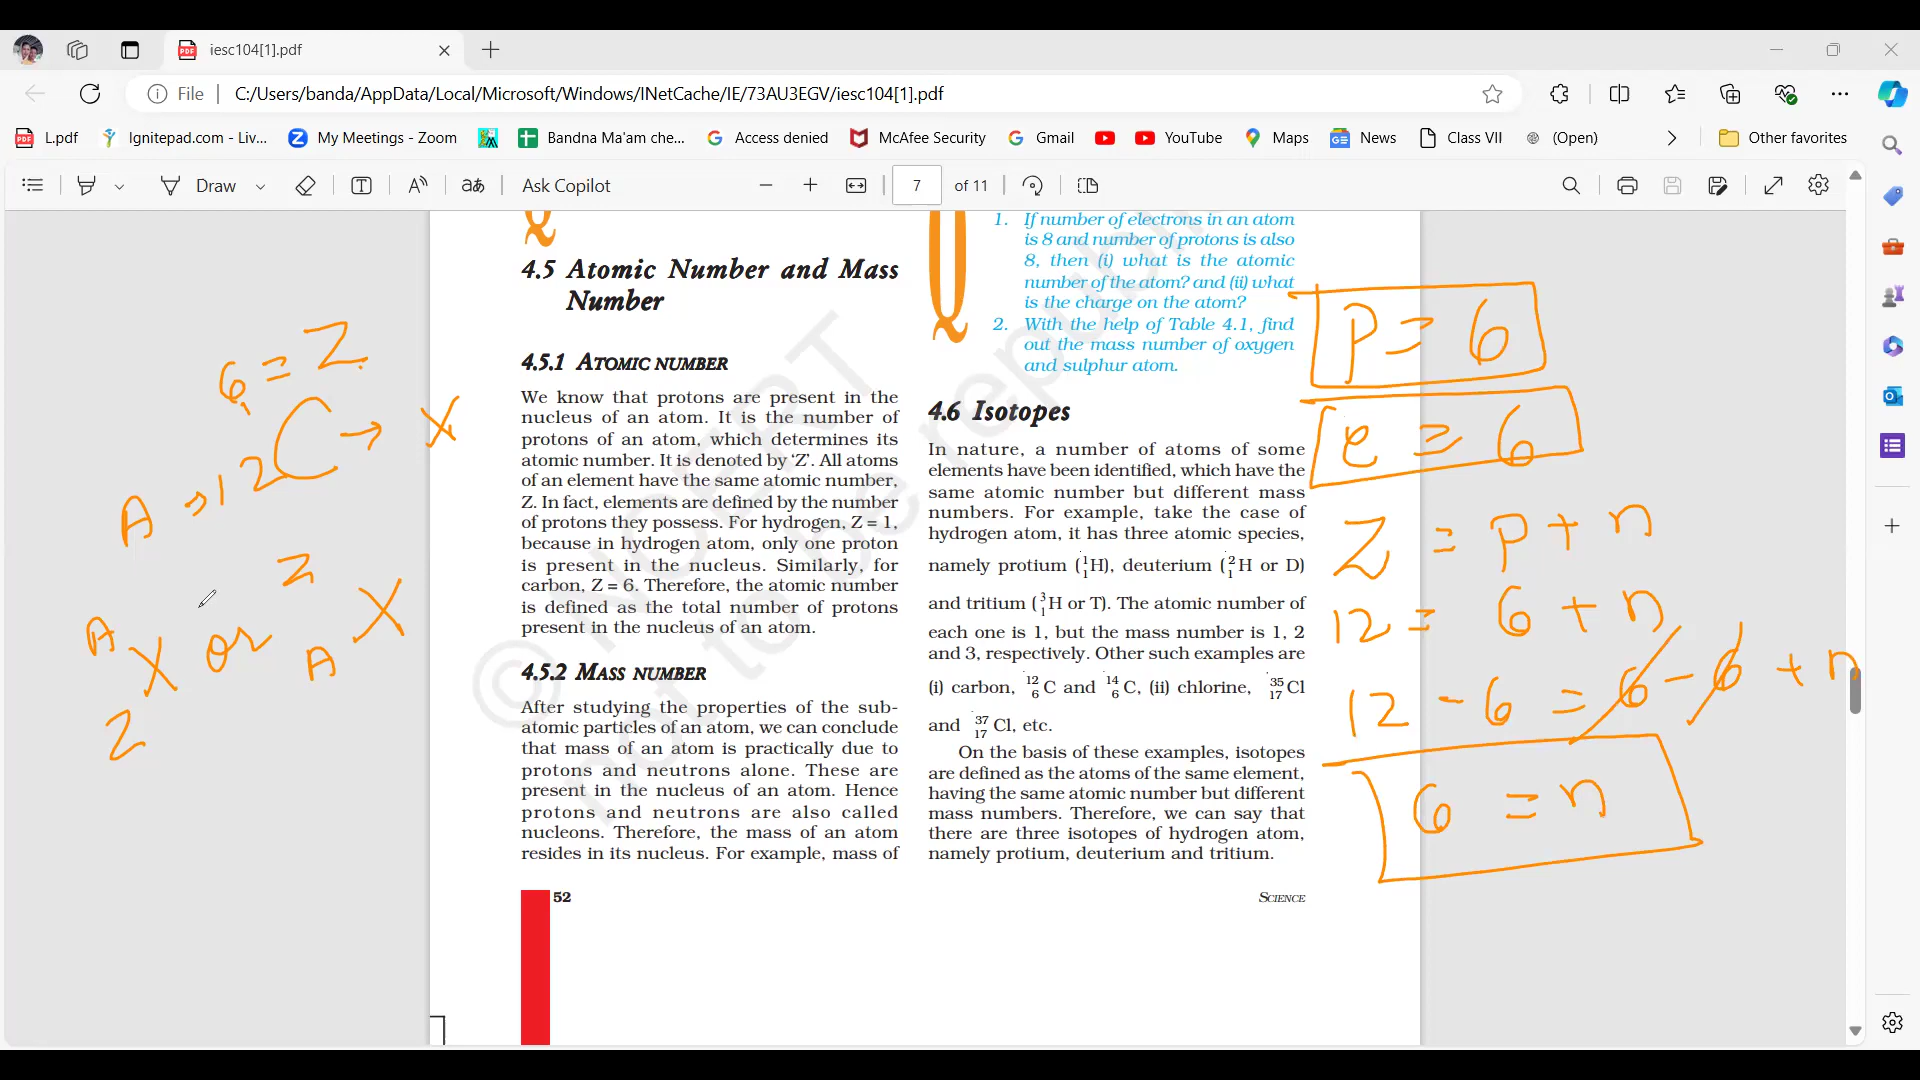 iesc104[1].pdf
File
C:/Users/banda/AppData/Local/Microsoft/Windows/INetCache/IE/73AU3EGV/iesc104[1].pdf
L.pdf
Ignitepad.com - Liv...
My Meetings - Zoom
Bandna Ma'am che...
Access denied
McAfee Security
Gmail
YouTube
Maps
News
Class VII
(Open)
Other favorites
Draw
Ask Copilot
7 of 11
4.5 Atomic Number and Mass
Number
4.5.1 ATOMIC NUMBER
We know that protons are present in the
nucleus of an atom. It is the number of
protons of an atom, which determines its
atomic number. It is denoted by ‘Z’. All atoms
of an element have the same atomic number,
Z. In fact, elements are defined by the number
of protons they possess. For hydrogen, Z = 1,
because in hydrogen atom, only one proton
is present in the nucleus. Similarly, for
carbon, Z = 6. Therefore, the atomic number
is defined as the total number of protons
present in the nucleus of an atom.
4.5.2 MASS NUMBER
After studying the properties of the sub-
atomic particles of an atom, we can conclude
that mass of an atom is practically due to
protons and neutrons alone. These are
present in the nucleus of an atom. Hence
protons and neutrons are also called
nucleons. Therefore, the mass of an atom
resides in its nucleus. For example, mass of
52
1. If number of electrons in an atom
is 8 and number of protons is also
8, then (i) what is the atomic
number of the atom? and (ii) what
is the charge on the atom?
2. With the help of Table 4.1, find
out the mass number of oxygen
and sulphur atom.
4.6 Isotopes
In nature, a number of atoms of some
elements have been identified, which have the
same atomic number but different mass
numbers. For example, take the case of
hydrogen atom, it has three atomic species,
namely protium (¹₁H), deuterium (²₁H or D)
and tritium (³₁H or T). The atomic number of
each one is 1, but the mass number is 1, 2
and 3, respectively. Other such examples are
(i) carbon, ¹²₆C and ¹⁴₆C, (ii) chlorine, ³⁵₁₇Cl
and ³⁷₁₇Cl, etc.
On the basis of these examples, isotopes
are defined as the atoms of the same element,
having the same atomic number but different
mass numbers. Therefore, we can say that
there are three isotopes of hydrogen atom,
namely protium, deuterium and tritium.
SCIENCE
© NCERT
not to be republi
6 = Z
C → X
A → 12
Z
A X or A X
Z
P = 6
e = 6
Z = P + n
12 = 6 + n
12 - 6 = 6 - 6 + n
6 = n